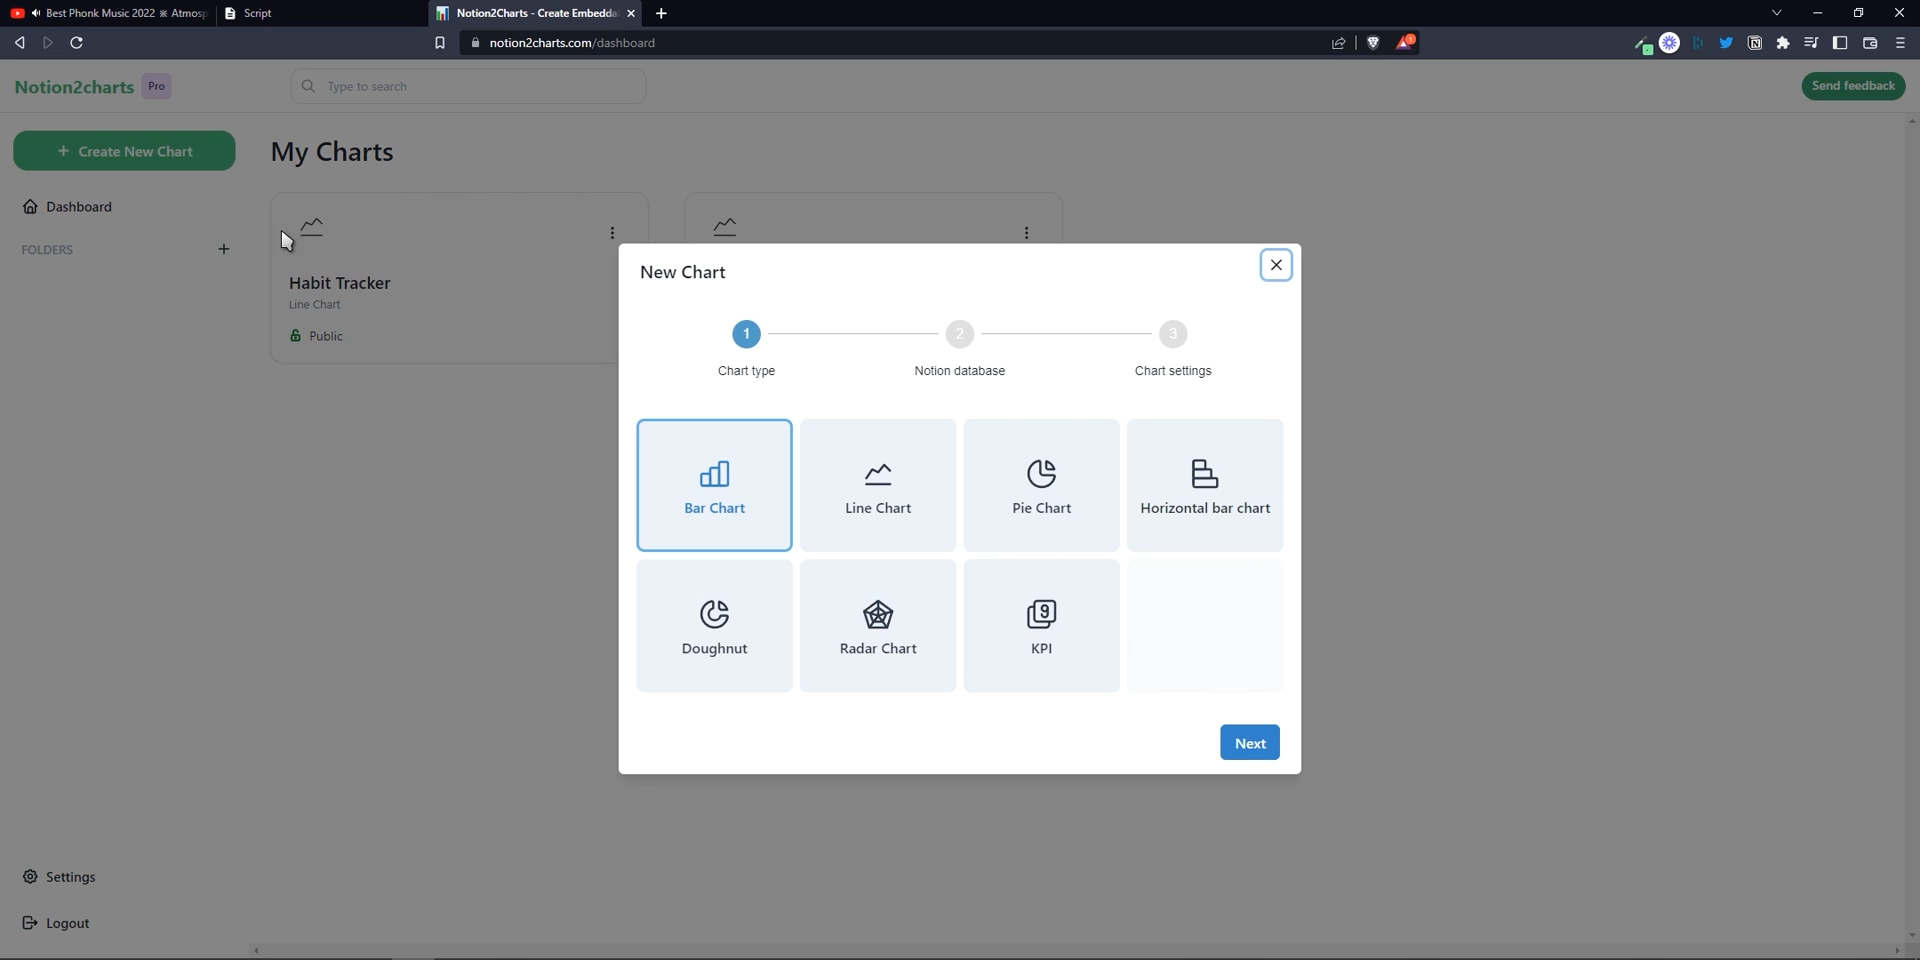 Best Phonk Music 2022 ※ Atmosp
Script
Notion2Charts - Create Embedda
notion2charts.com/dashboard
1
Notion2charts
Pro
Type to search
Send feedback
+ Create New Chart
My Charts
Dashboard
FOLDERS
Habit Tracker
Line Chart
Public
New Chart
1
2
3
Chart type
Notion database
Chart settings
Bar Chart
Line Chart
Pie Chart
Horizontal bar chart
Doughnut
Radar Chart
9
KPI
Next
Settings
Logout